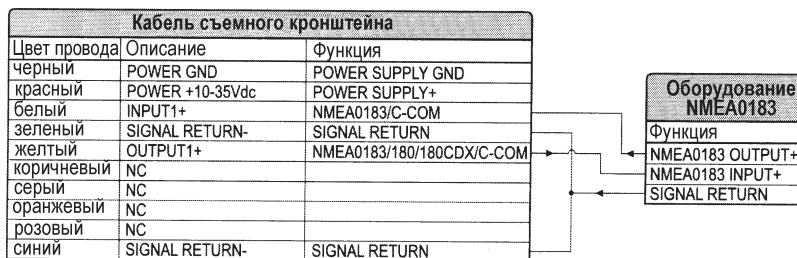 Кабель съемного кронштейна
Цвет провода Описание Функция
черный POWER GND POWER SUPPLY GND
красный POWER +10-35Vdc POWER SUPPLY+
белый INPUT1+ NMEA0183/C-COM
зеленый SIGNAL RETURN- SIGNAL RETURN
желтый OUTPUT1+ NMEA0183/180/180CDX/C-COM
коричневый NC
серый NC
оранжевый NC
розовый NC
синий SIGNAL RETURN- SIGNAL RETURN
Оборудование
NMEA0183
Функция
NMEA0183 OUTPUT+
NMEA0183 INPUT+
SIGNAL RETURN